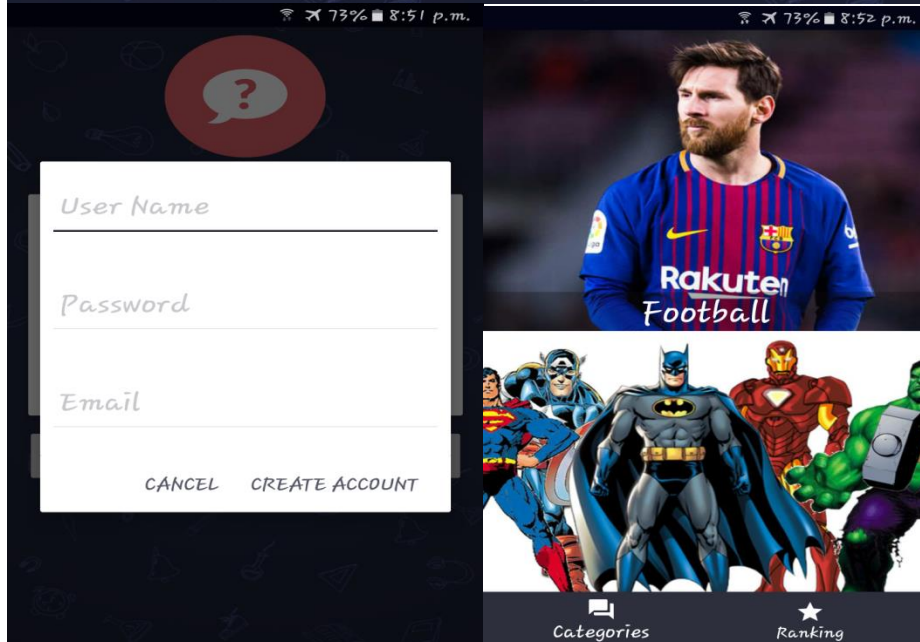 73% 8:51 p.m.
?
User Name
Password
Email
CANCEL CREATE ACCOUNT
73% 8:52 p.m.
Rakuten
Football
Categories Ranking